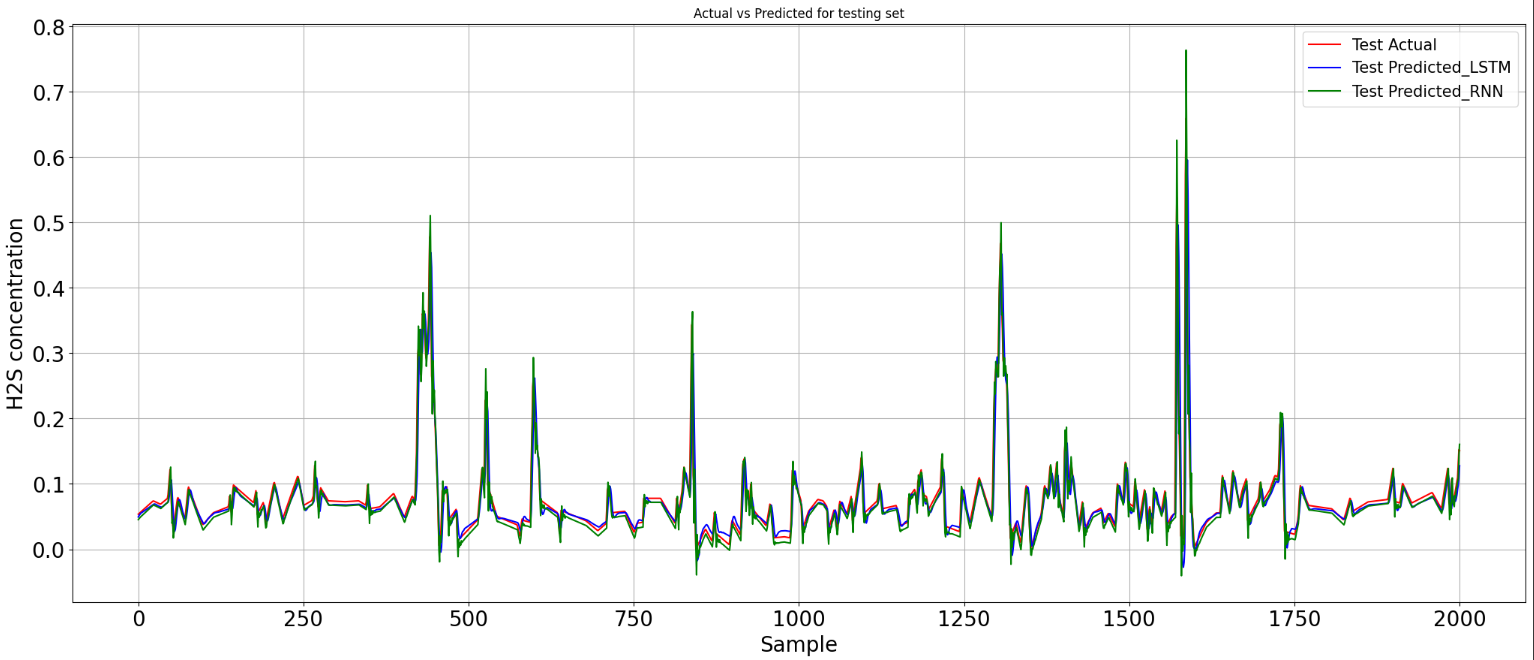 Actual vs Predicted for testing set
Test Actual
Test Predicted_LSTM
Test Predicted_RNN
H2S concentration
0.8
0.7
0.6
0.5
0.4
0.3
0.2
0.1
0.0
0 250 500 750 1000 1250 1500 1750 2000
Sample